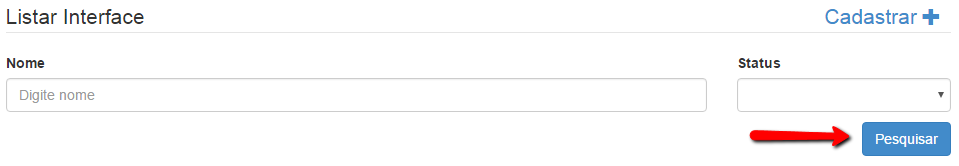 Listar Interface Cadastrar
Nome Status
Digite nome
Pesquisar